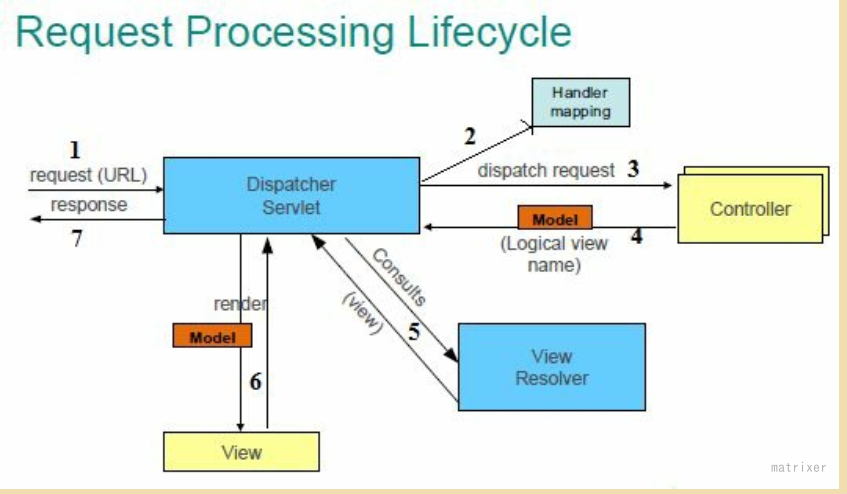 Request Processing Lifecycle
Handler
mapping
1
2
request (URL)
dispatch request 3
Dispatcher
Servlet
response
Controller
7
Model
4
(Logical view
name)
Consults
render
(view)
5
Model
View
Resolver
6
View
matrixer